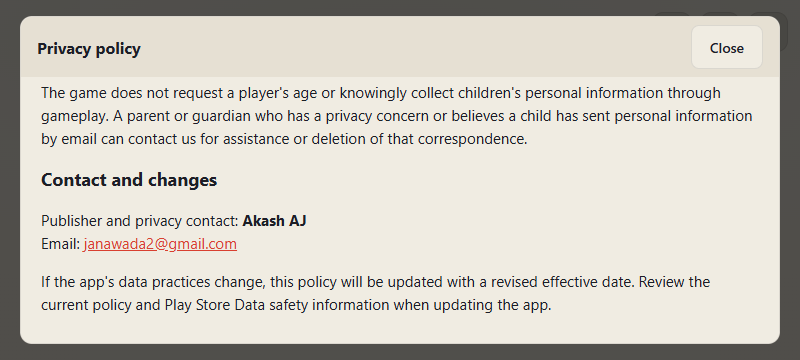 Privacy policy
Close
The game does not request a player's age or knowingly collect children's personal information through
gameplay. A parent or guardian who has a privacy concern or believes a child has sent personal information
by email can contact us for assistance or deletion of that correspondence.
Contact and changes
Publisher and privacy contact: Akash AJ
Email: janawada2@gmail.com
If the app's data practices change, this policy will be updated with a revised effective date. Review the
current policy and Play Store Data safety information when updating the app.